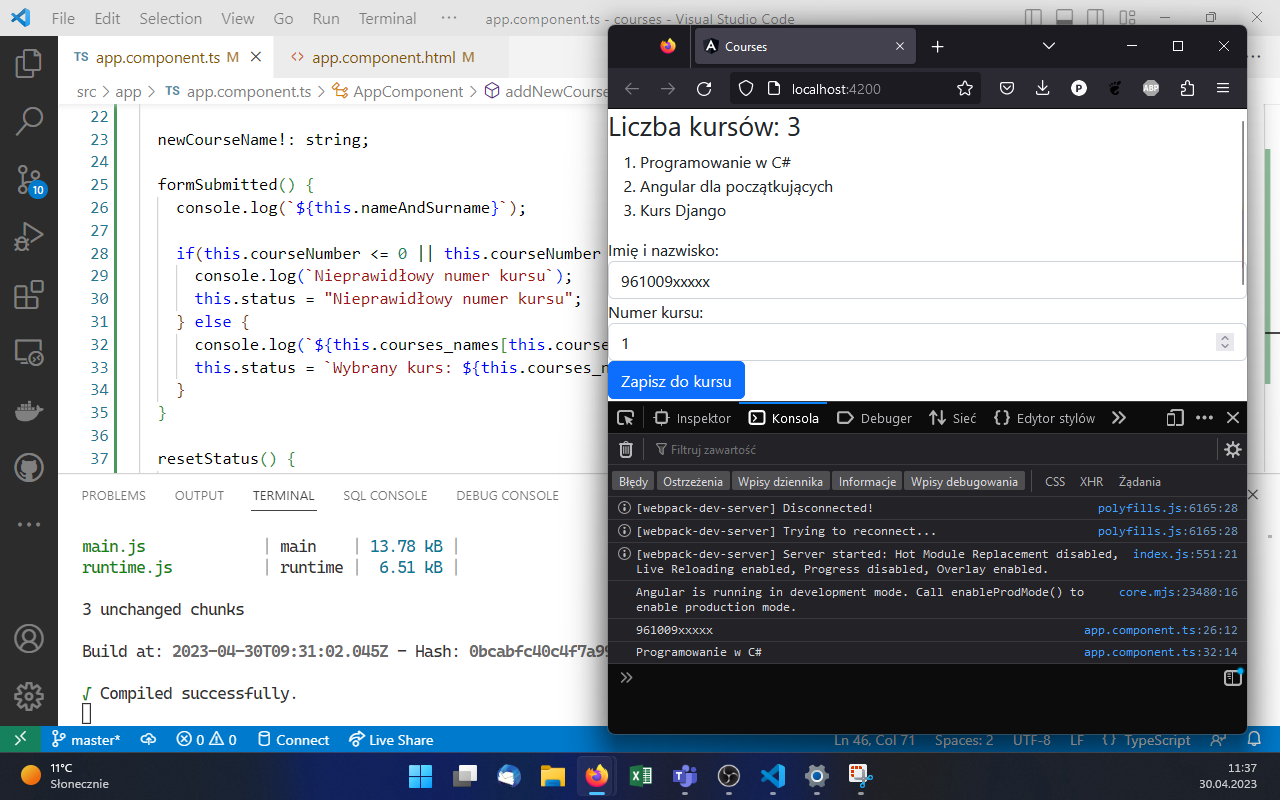 File Edit Selection View Go Run Terminal ··· app.component.ts - courses - Visual Studio Code
TS app.component.ts M
<> app.component.html M
src > app > TS app.component.ts > AppComponent > addNewCourse
22
23 newCourseName!: string;
24
25 formSubmitted() {
26 console.log(`${this.nameAndSurname}`);
27
28 if(this.courseNumber <= 0 || this.courseNumber
29 console.log(`Nieprawidłowy numer kursu`);
30 this.status = "Nieprawidłowy numer kursu";
31 } else {
32 console.log(`${this.courses_names[this.course
33 this.status = `Wybrany kurs: ${this.courses_n
34 }
35 }
36
37 resetStatus() {
PROBLEMS OUTPUT TERMINAL SQL CONSOLE DEBUG CONSOLE
main.js | main | 13.78 kB |
runtime.js | runtime | 6.51 kB |
3 unchanged chunks
Build at: 2023-04-30T09:31:02.045Z - Hash: 0bcabfc40c4f7a99
√ Compiled successfully.
10
master* 0 0 Connect Live Share Ln 46, Col 71 Spaces: 2 UTF-8 LF {} TypeScript
Courses
localhost:4200
P
ABP
Liczba kursów: 3
1. Programowanie w C#
2. Angular dla początkujących
3. Kurs Django
Imię i nazwisko:
961009xxxxx
Numer kursu:
1
Zapisz do kursu
Inspektor Konsola Debuger Sieć {} Edytor stylów
Filtruj zawartość
Błędy Ostrzeżenia Wpisy dziennika Informacje Wpisy debugowania CSS XHR Żądania
[webpack-dev-server] Disconnected! polyfills.js:6165:28
[webpack-dev-server] Trying to reconnect... polyfills.js:6165:28
[webpack-dev-server] Server started: Hot Module Replacement disabled, index.js:551:21
Live Reloading enabled, Progress disabled, Overlay enabled.
Angular is running in development mode. Call enableProdMode() to core.mjs:23480:16
enable production mode.
961009xxxxx app.component.ts:26:12
Programowanie w C# app.component.ts:32:14
11°C
Słonecznie
11:37
30.04.2023